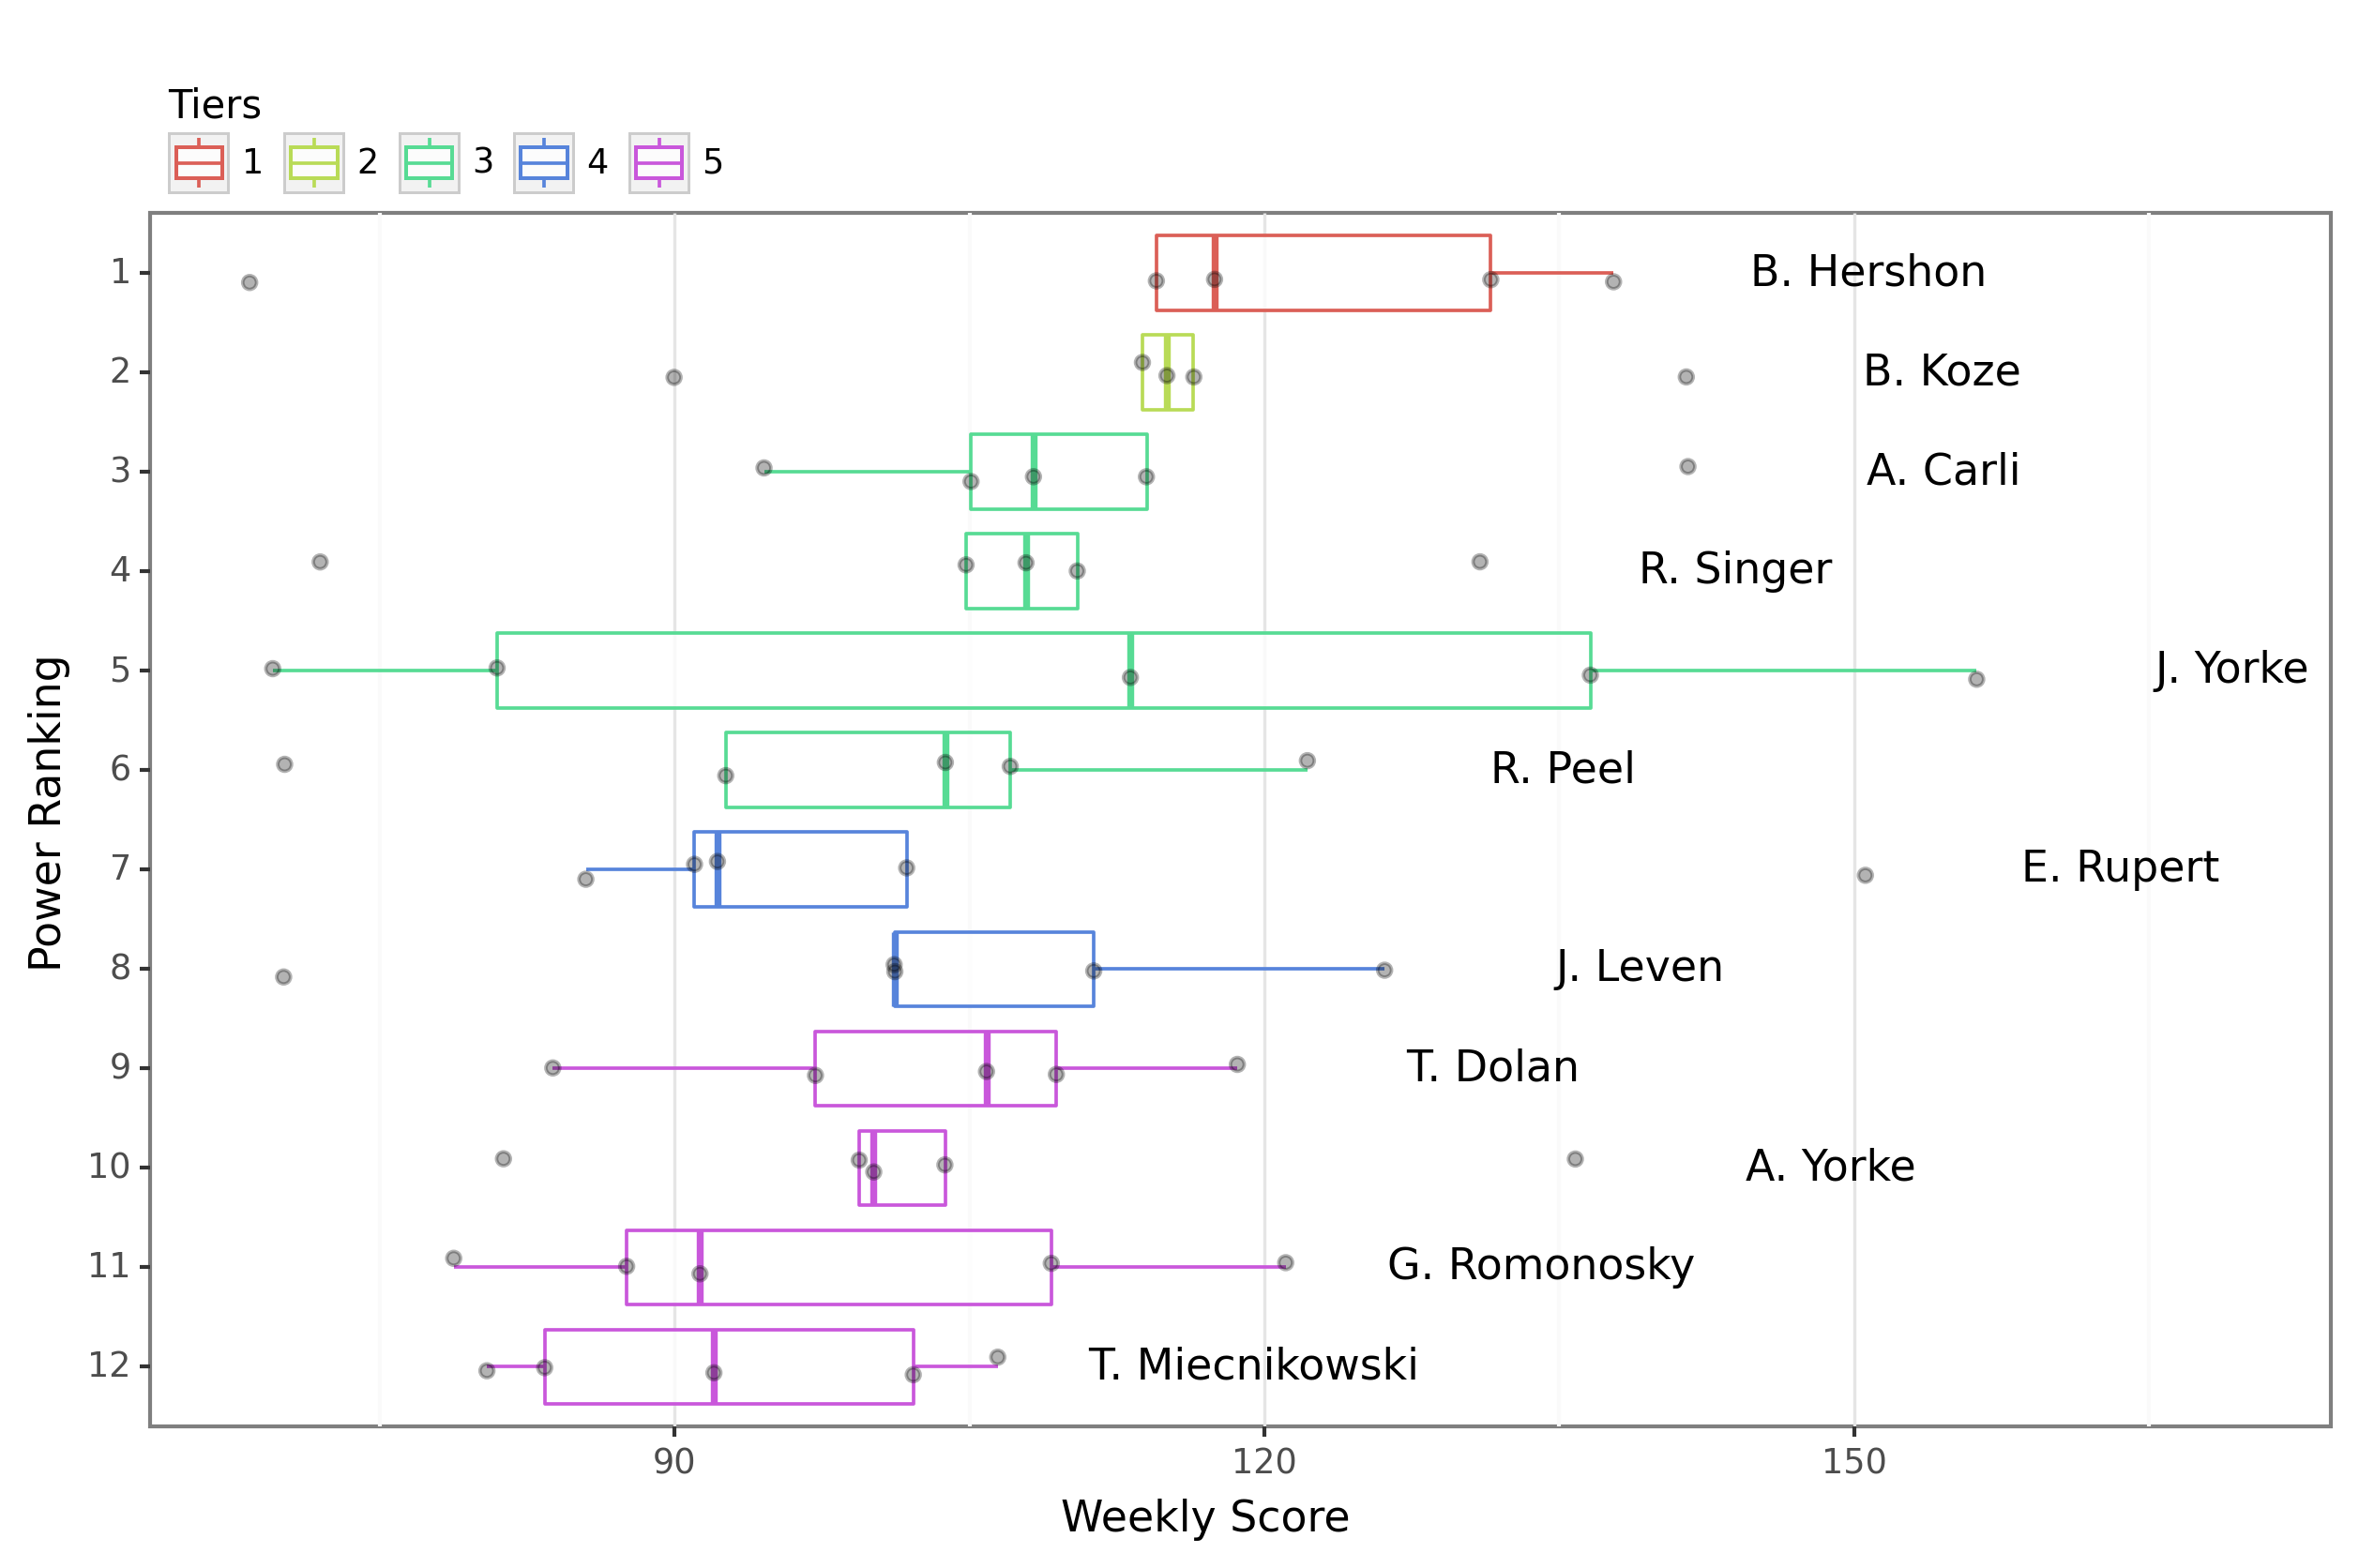 Tiers
1 2 3 4 5
1 B. Hershon
2 B. Koze
3 A. Carli
4 R. Singer
5 J. Yorke
6 R. Peel
7 E. Rupert
8 J. Leven
9 T. Dolan
10 A. Yorke
11 G. Romonosky
12 T. Miecnikowski
Power Ranking
90 120 150
Weekly Score